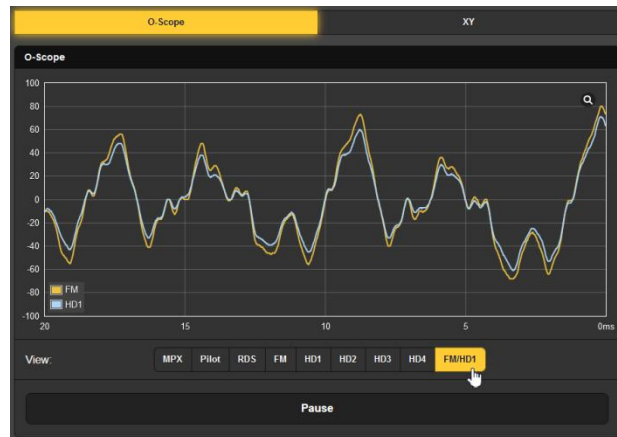 O-Scope XY
O-Scope
100
80
60
40
20
0
-20
-40
-60
-80
-100
FM
HD1
20 15 10 5 0ms
View: MPX Pilot RDS FM HD1 HD2 HD3 HD4 FM/HD1
Pause